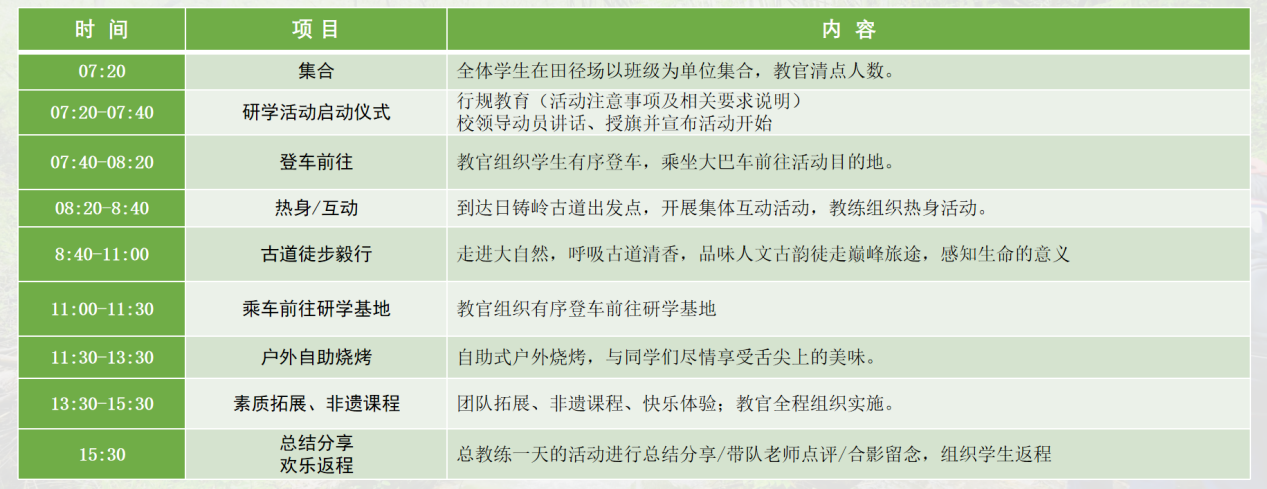 时 间 项 目 内 容
07:20 集合 全体学生在田径场以班级为单位集合，教官清点人数。
07:20-07:40 研学活动启动仪式 行规教育（活动注意事项及相关要求说明）
校领导动员讲话、授旗并宣布活动开始
07:40-08:20 登车前往 教官组织学生有序登车，乘坐大巴车前往活动目的地。
08:20-8:40 热身/互动 到达日铸岭古道出发点，开展集体互动活动，教练组织热身活动。
8:40-11:00 古道徒步毅行 走进大自然，呼吸古道清香，品味人文古韵徒走巅峰旅途，感知生命的意义
11:00-11:30 乘车前往研学基地 教官组织有序登车前往研学基地
11:30-13:30 户外自助烧烤 自助式户外烧烤，与同学们尽情享受舌尖上的美味。
13:30-15:30 素质拓展、非遗课程 团队拓展、非遗课程、快乐体验；教官全程组织实施。
15:30 总结分享
欢乐返程 总教练一天的活动进行总结分享/带队老师点评/合影留念，组织学生返程